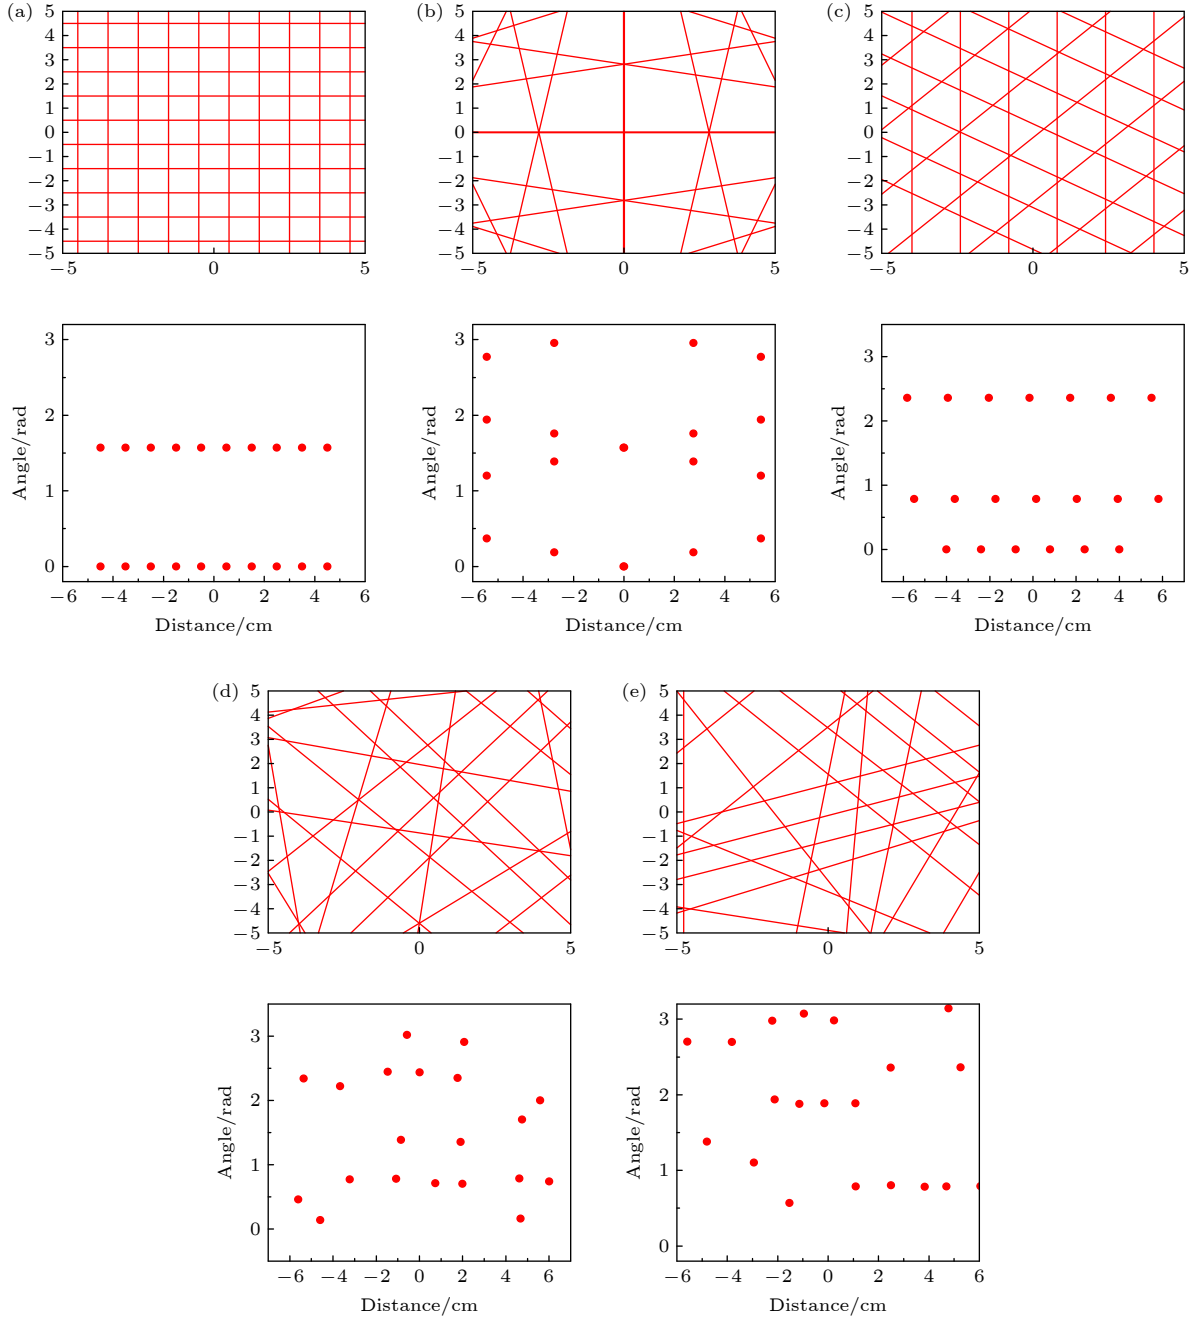 (a) (b) (c)
5 5 5
4 4 4
3 3 3
2 2 2
1 1 1
0 0 0
−1 −1 −1
−2 −2 −2
−3 −3 −3
−4 −4 −4
−5 −5 −5
−5 0 5 −5 0 5 −5 0 5
3 3 3
2 2 2
1 1 1
0 0 0
Angle/rad Angle/rad Angle/rad
−6 −4 −2 0 2 4 6 −6 −4 −2 0 2 4 6 −6 −4 −2 0 2 4 6
Distance/cm Distance/cm Distance/cm
(d) (e)
5 5
4 4
3 3
2 2
1 1
0 0
−1 −1
−2 −2
−3 −3
−4 −4
−5 −5
−5 0 5 −5 0 5
3 3
2 2
1 1
0 0
Angle/rad Angle/rad
−6 −4 −2 0 2 4 6 −6 −4 −2 0 2 4 6
Distance/cm Distance/cm